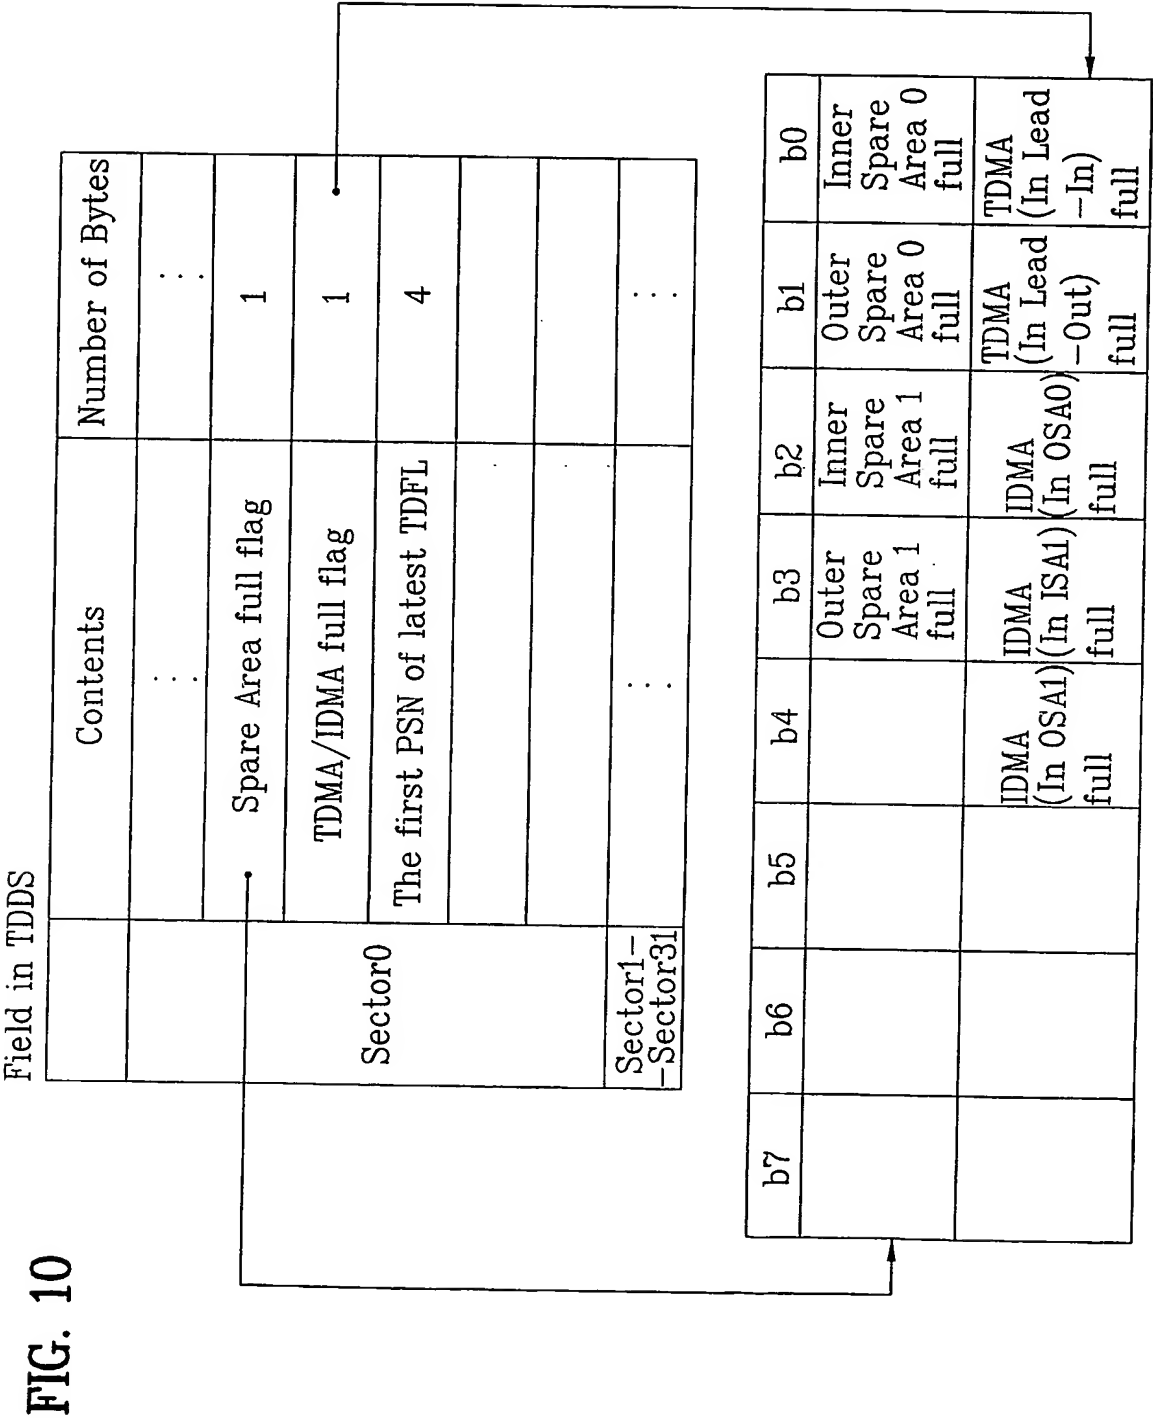 FIG. 10
Field in TDDS
Contents
Number of Bytes
Sector0
. . .
. . .
Spare Area full flag
1
TDMA/IDMA full flag
1
The first PSN of latest TDFL
4
Sector1–
–Sector31
. . .
. . .
b7
b6
b5
b4
b3
b2
b1
b0
Outer
Spare
Area 1
full
Inner
Spare
Area 1
full
Outer
Spare
Area 0
full
Inner
Spare
Area 0
full
IDMA
(In OSA1)
full
IDMA
(In ISA1)
full
IDMA
(In OSA0)
full
TDMA
(In Lead
–Out)
full
TDMA
(In Lead
–In)
full